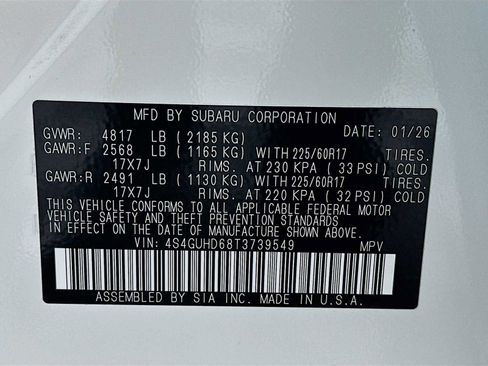 MFD BY SUBARU CORPORATION
GVWR: 4817 LB ( 2185 KG) DATE: 01/26
GAWR:F 2568 LB ( 1165 KG) WITH 225/60R17 TIRES.
17X7J RIMS. AT 230 KPA ( 33 PSI) COLD
GAWR:R 2491 LB ( 1130 KG) WITH 225/60R17 TIRES.
17X7J RIMS. AT 220 KPA ( 32 PSI) COLD
THIS VEHICLE CONFORMS TO ALL APPLICABLE FEDERAL MOTOR
VEHICLE SAFETY AND THEFT PREVENTION STANDARDS
IN EFFECT ON THE DATE OF MANUFACTURE SHOWN ABOVE.
VIN: 4S4GUHD68T3739549 MPV
ASSEMBLED BY SIA INC. MADE IN U.S.A.